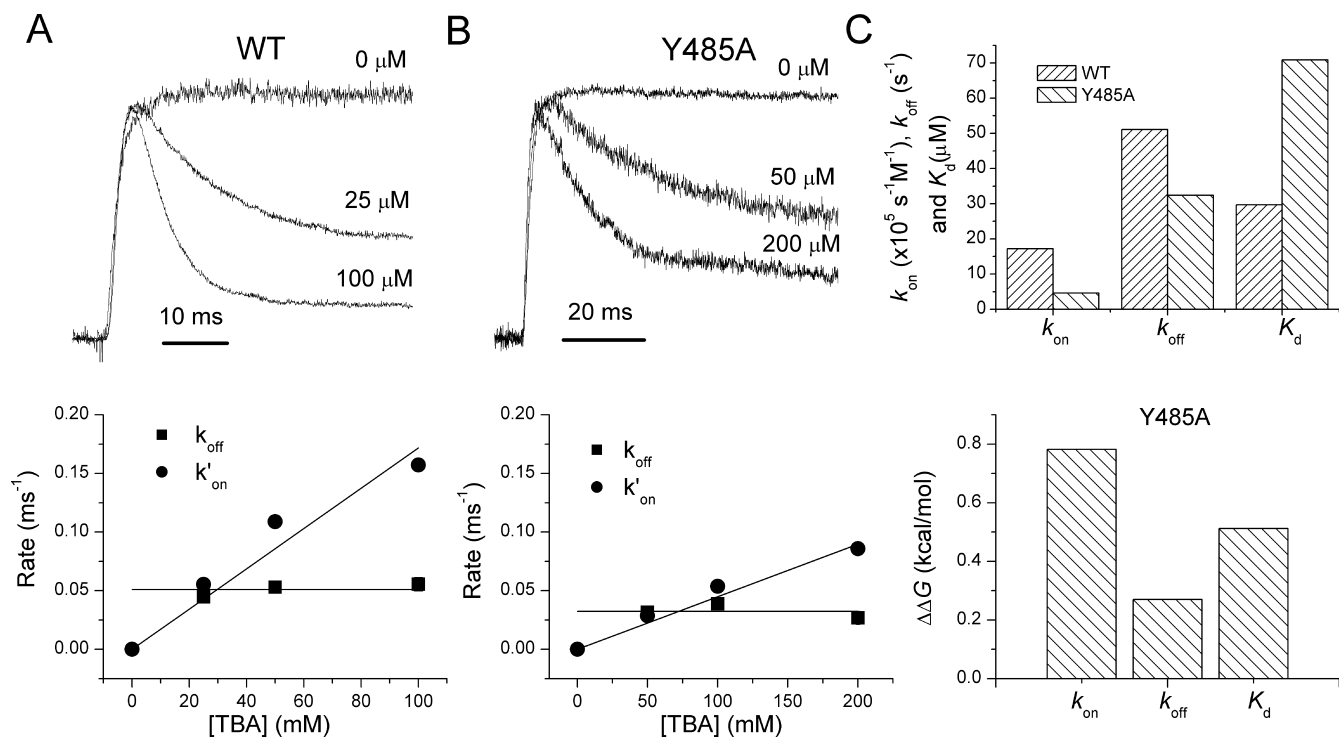 A
WT
0 μM
25 μM
100 μM
10 ms
B
Y485A
0 μM
50 μM
200 μM
20 ms
C
k_on (x10^5 s^-1M^-1), k_off (s^-1)
and K_d(μM)
70
60
50
40
30
20
10
0
WT
Y485A
k_on
k_off
K_d
Rate (ms^-1)
0.20
0.15
0.10
0.05
0.00
k_off
k'_on
0
20
40
60
80
100
[TBA] (mM)
Rate (ms^-1)
0.20
0.15
0.10
0.05
0.00
k_off
k'_on
0
50
100
150
200
[TBA] (mM)
Y485A
ΔΔG (kcal/mol)
0.8
0.6
0.4
0.2
0.0
k_on
k_off
K_d